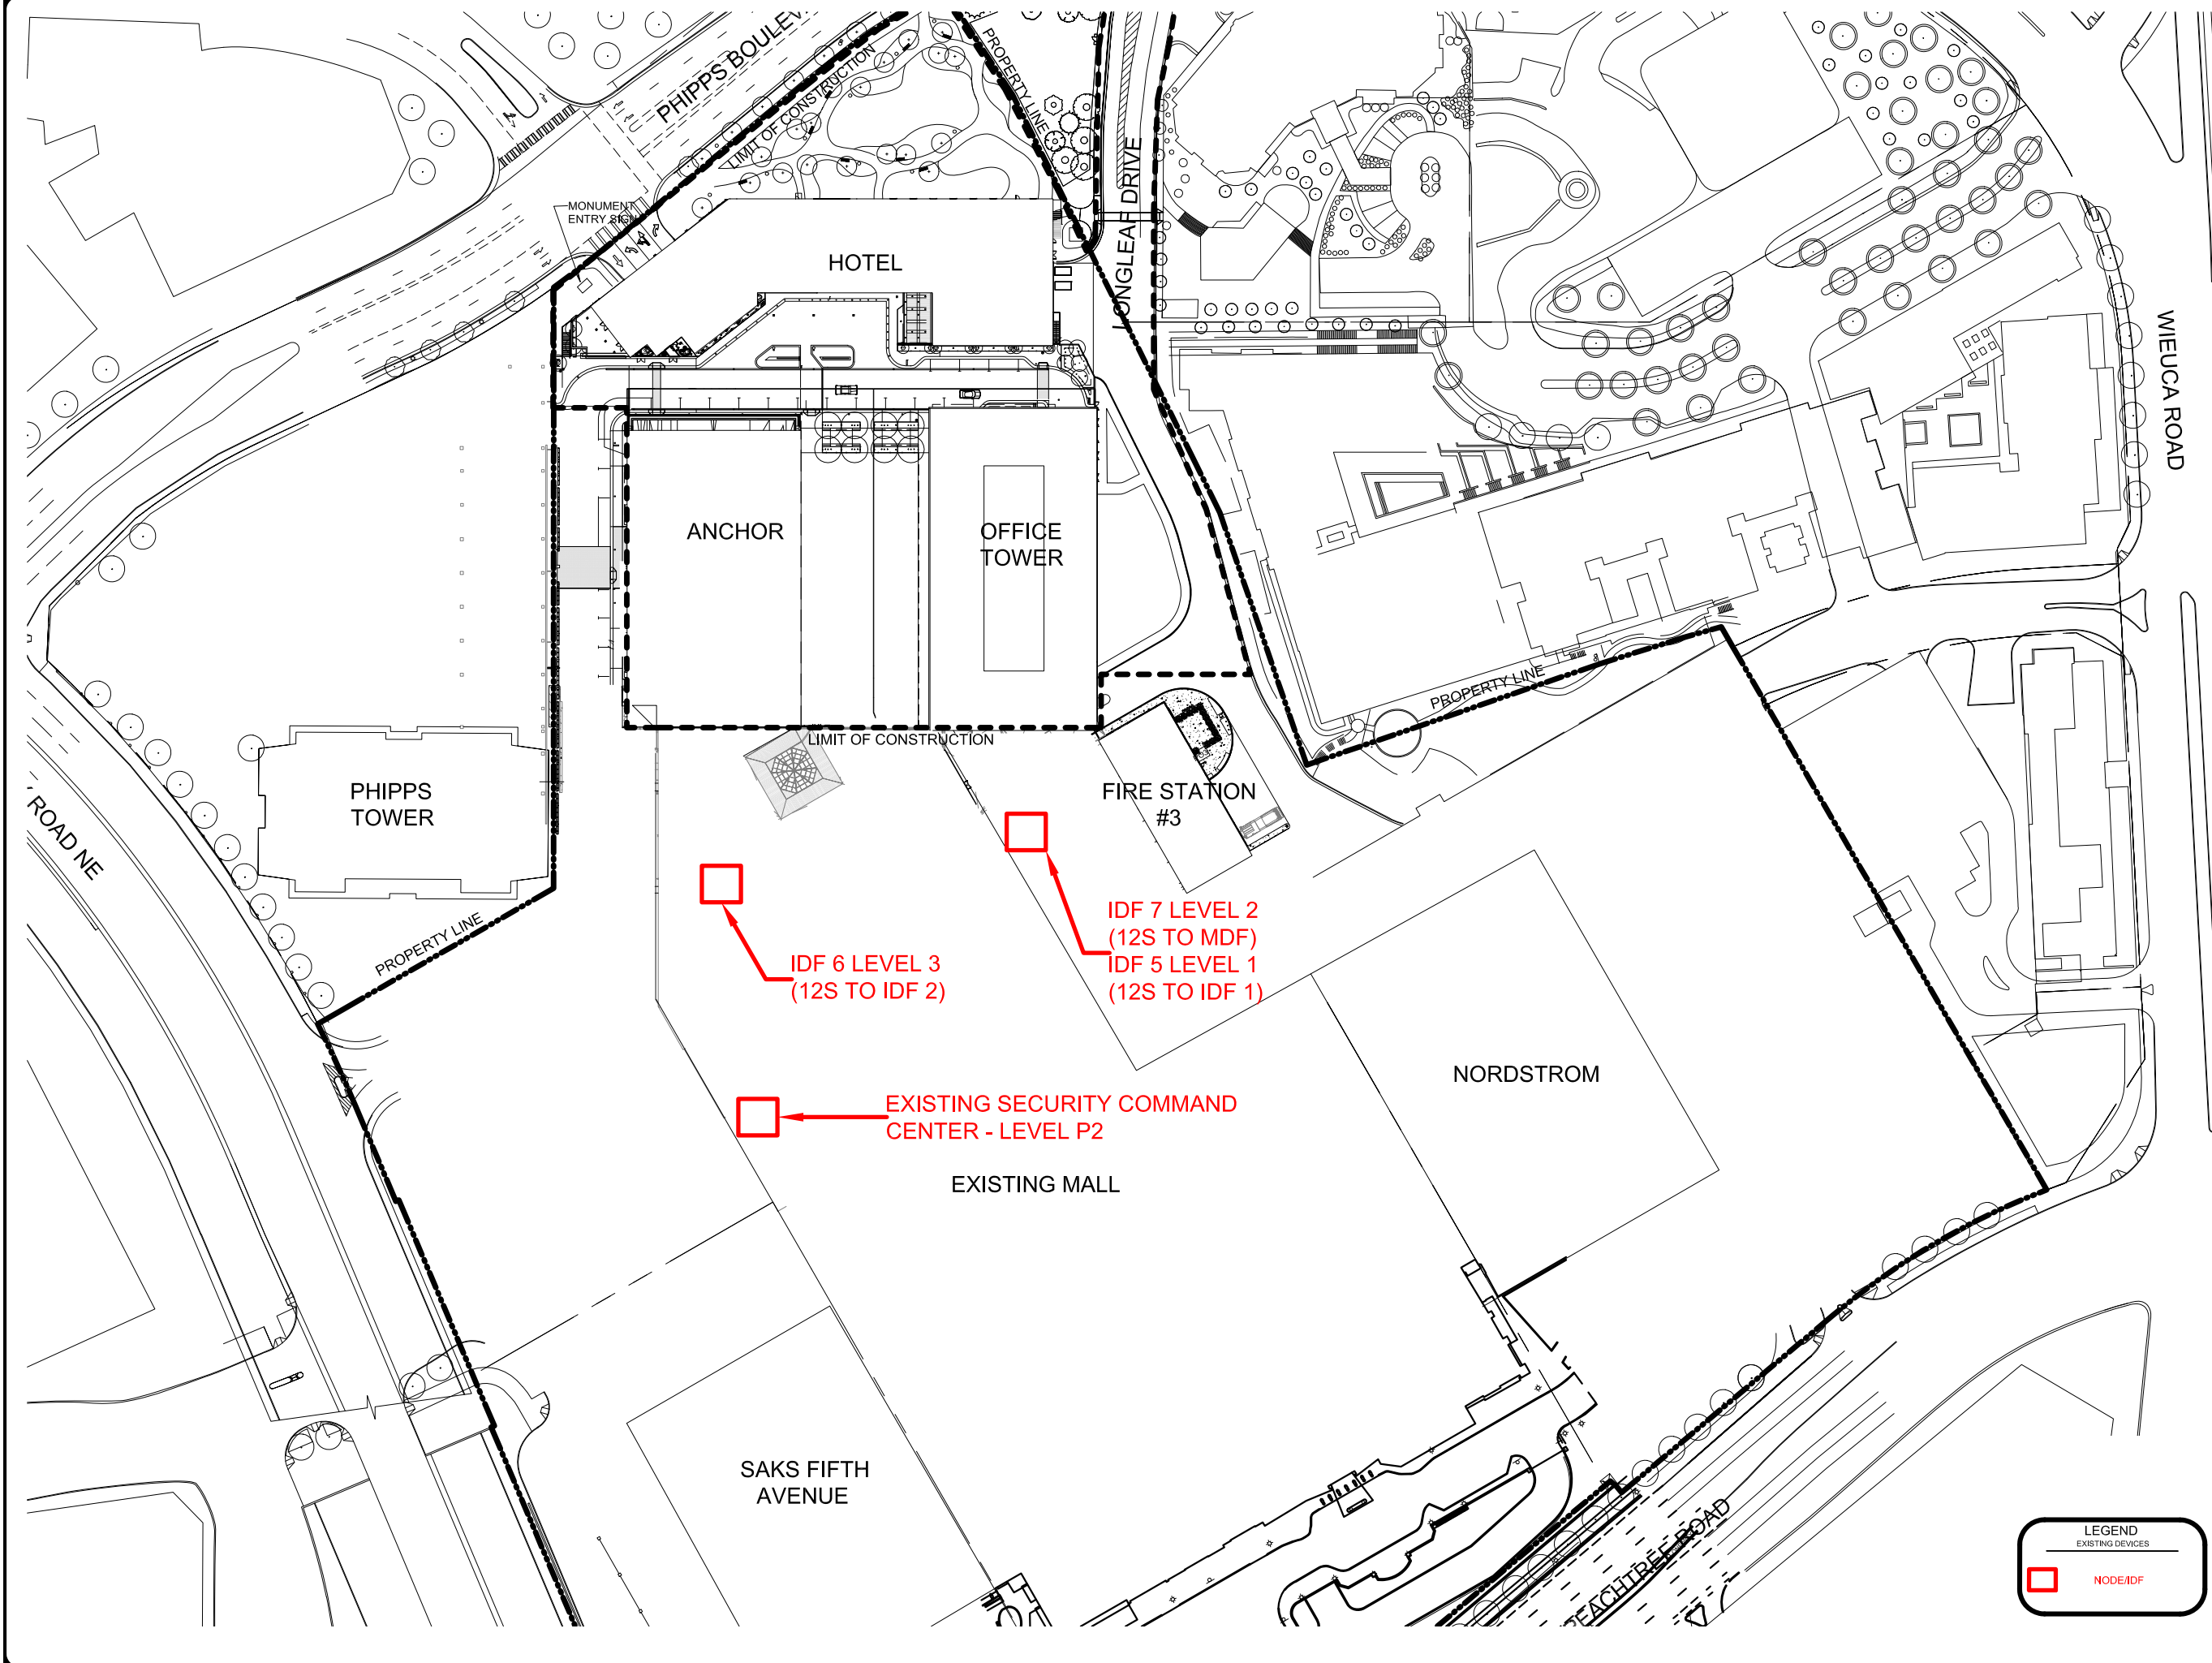 PHIPPS BOULEV
LIMIT OF CONSTRUCTION
PROPERTY LINE
LONGLEAF DRIVE
MONUMENT
ENTRY SIGN
HOTEL
WIEUCA ROAD
ANCHOR
OFFICE
TOWER
PROPERTY LINE
LIMIT OF CONSTRUCTION
PHIPPS
TOWER
FIRE STATION
#3
ROAD NE
PROPERTY LINE
IDF 7 LEVEL 2
(12S TO MDF)
IDF 5 LEVEL 1
(12S TO IDF 1)
IDF 6 LEVEL 3
(12S TO IDF 2)
NORDSTROM
EXISTING SECURITY COMMAND
CENTER - LEVEL P2
EXISTING MALL
SAKS FIFTH
AVENUE
PEACHTREE ROAD
LEGEND
EXISTING DEVICES
NODE/IDF